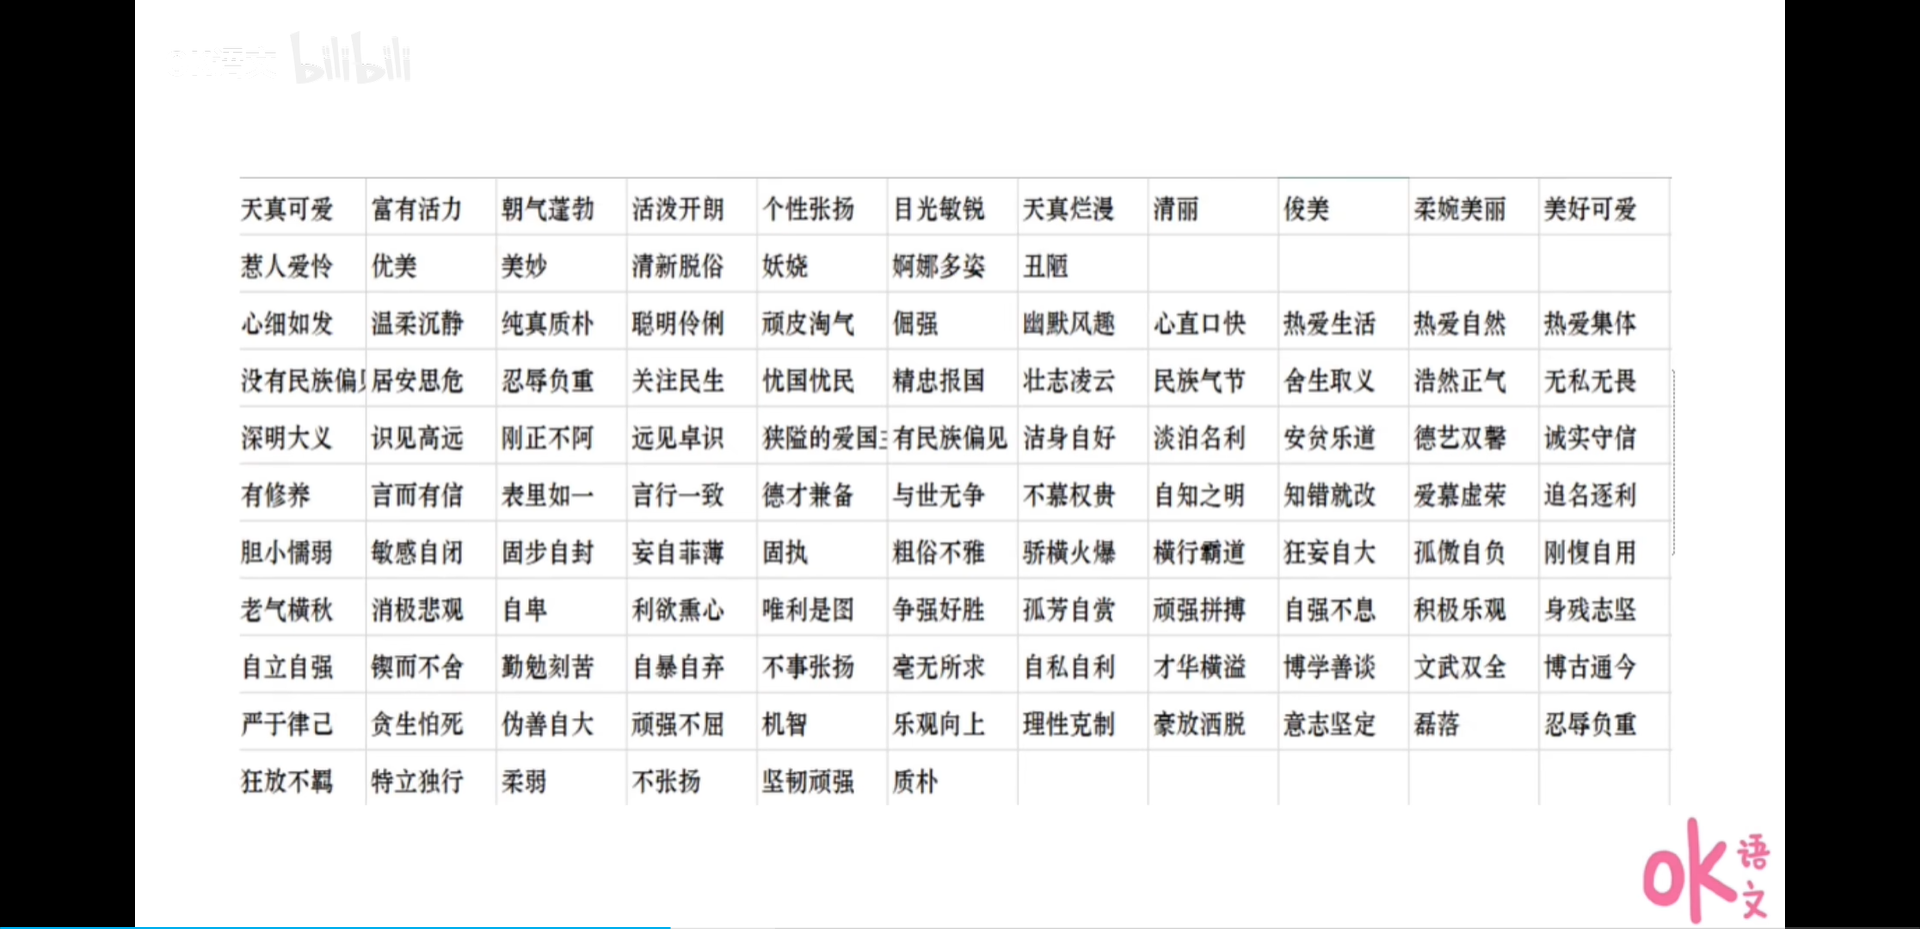 bilibili
天真可爱 富有活力 朝气蓬勃 活泼开朗 个性张扬 目光敏锐 天真烂漫 清丽 俊美 柔婉美丽 美好可爱
惹人爱怜 优美 美妙 清新脱俗 妖娆 婀娜多姿 丑陋
心细如发 温柔沉静 纯真质朴 聪明伶俐 顽皮淘气 倔强 幽默风趣 心直口快 热爱生活 热爱自然 热爱集体
没有民族偏 居安思危 忍辱负重 关注民生 忧国忧民 精忠报国 壮志凌云 民族气节 舍生取义 浩然正气 无私无畏
深明大义 识见高远 刚正不阿 远见卓识 狭隘的爱国 有民族偏见 洁身自好 淡泊名利 安贫乐道 德艺双馨 诚实守信
有修养 言而有信 表里如一 言行一致 德才兼备 与世无争 不慕权贵 自知之明 知错就改 爱慕虚荣 追名逐利
胆小懦弱 敏感自闭 固步自封 妄自菲薄 固执 粗俗不雅 骄横火爆 横行霸道 狂妄自大 孤傲自负 刚愎自用
老气横秋 消极悲观 自卑 利欲熏心 唯利是图 争强好胜 孤芳自赏 顽强拼搏 自强不息 积极乐观 身残志坚
自立自强 锲而不舍 勤勉刻苦 自暴自弃 不事张扬 毫无所求 自私自利 才华横溢 博学善谈 文武双全 博古通今
严于律己 贪生怕死 伪善自大 顽强不屈 机智 乐观向上 理性克制 豪放洒脱 意志坚定 磊落 忍辱负重
狂放不羁 特立独行 柔弱 不张扬 坚韧顽强 质朴
ok语文